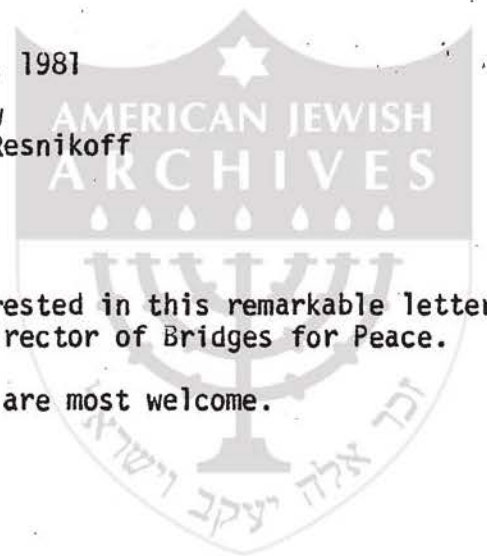 1981
Resnikoff
AMERICAN JEWISH
ARCHIVES
rested in this remarkable letter
rector of Bridges for Peace.
are most welcome.
זכר אלה יעקב וישראל